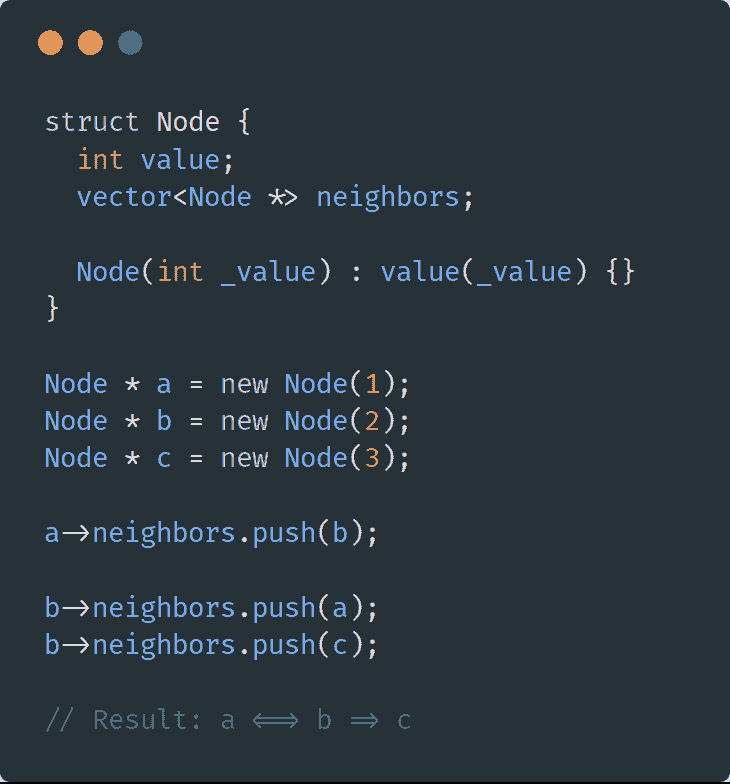 struct Node {
  int value;
  vector<Node *> neighbors;
  Node(int _value) : value(_value) {}
}
Node * a = new Node(1);
Node * b = new Node(2);
Node * c = new Node(3);
a->neighbors.push(b);
b->neighbors.push(a);
b->neighbors.push(c);
// Result: a <=> b => c